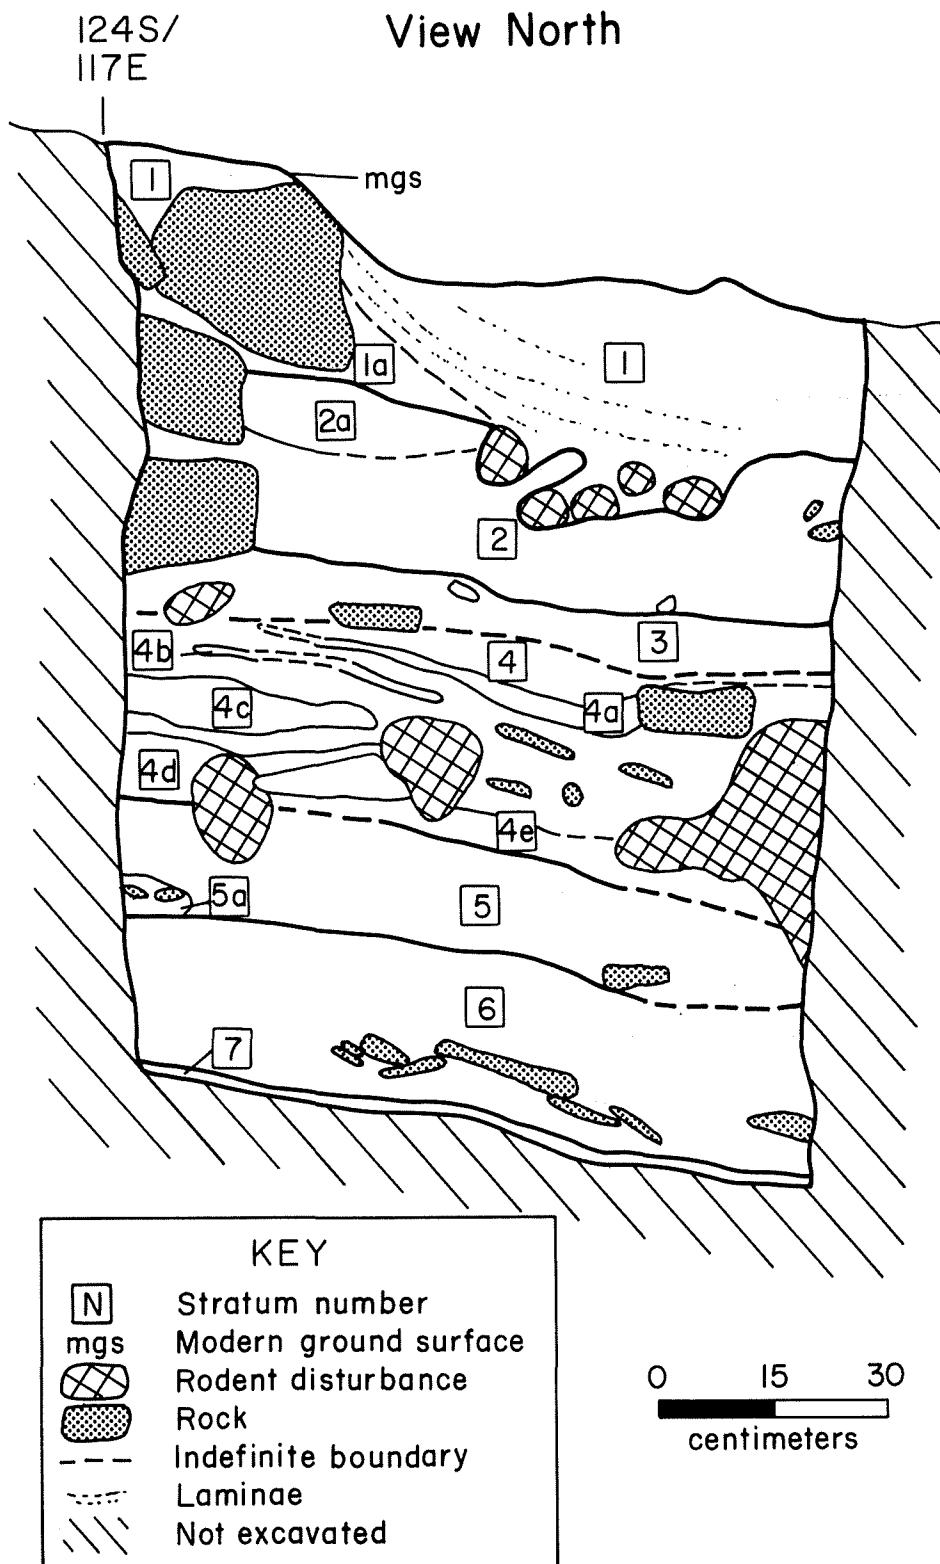 124S/
117E
View North
1
mgs
1a
1
2a
2
3
4b
4
4c
4a
4d
4e
5a
5
6
7
KEY
N Stratum number
mgs Modern ground surface
Rodent disturbance
Rock
Indefinite boundary
Laminae
Not excavated
0 15 30
centimeters